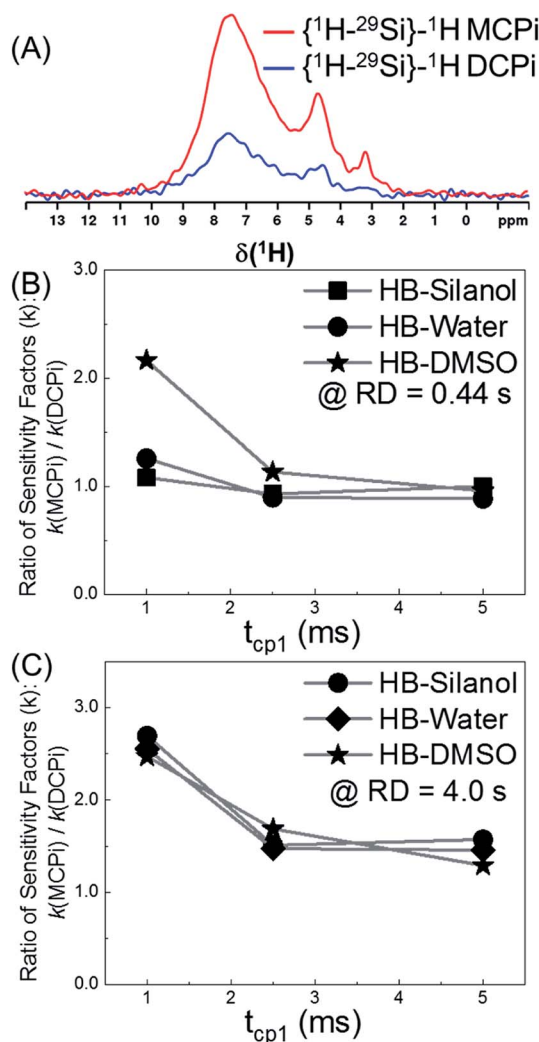 (A)
{¹H-²⁹Si}-¹H MCPi
{¹H-²⁹Si}-¹H DCPi
13 12 11 10 9 8 7 6 5 4 3 2 1 0 ppm
δ(¹H)
(B)
Ratio of Sensitivity Factors (k):
k(MCPi) / k(DCPi)
3.0
2.0
1.0
0.0
HB-Silanol
HB-Water
HB-DMSO
@ RD = 0.44 s
1 2 3 4 5
t_cp1 (ms)
(C)
Ratio of Sensitivity Factors (k):
k(MCPi) / k(DCPi)
3.0
2.0
1.0
0.0
HB-Silanol
HB-Water
HB-DMSO
@ RD = 4.0 s
1 2 3 4 5
t_cp1 (ms)